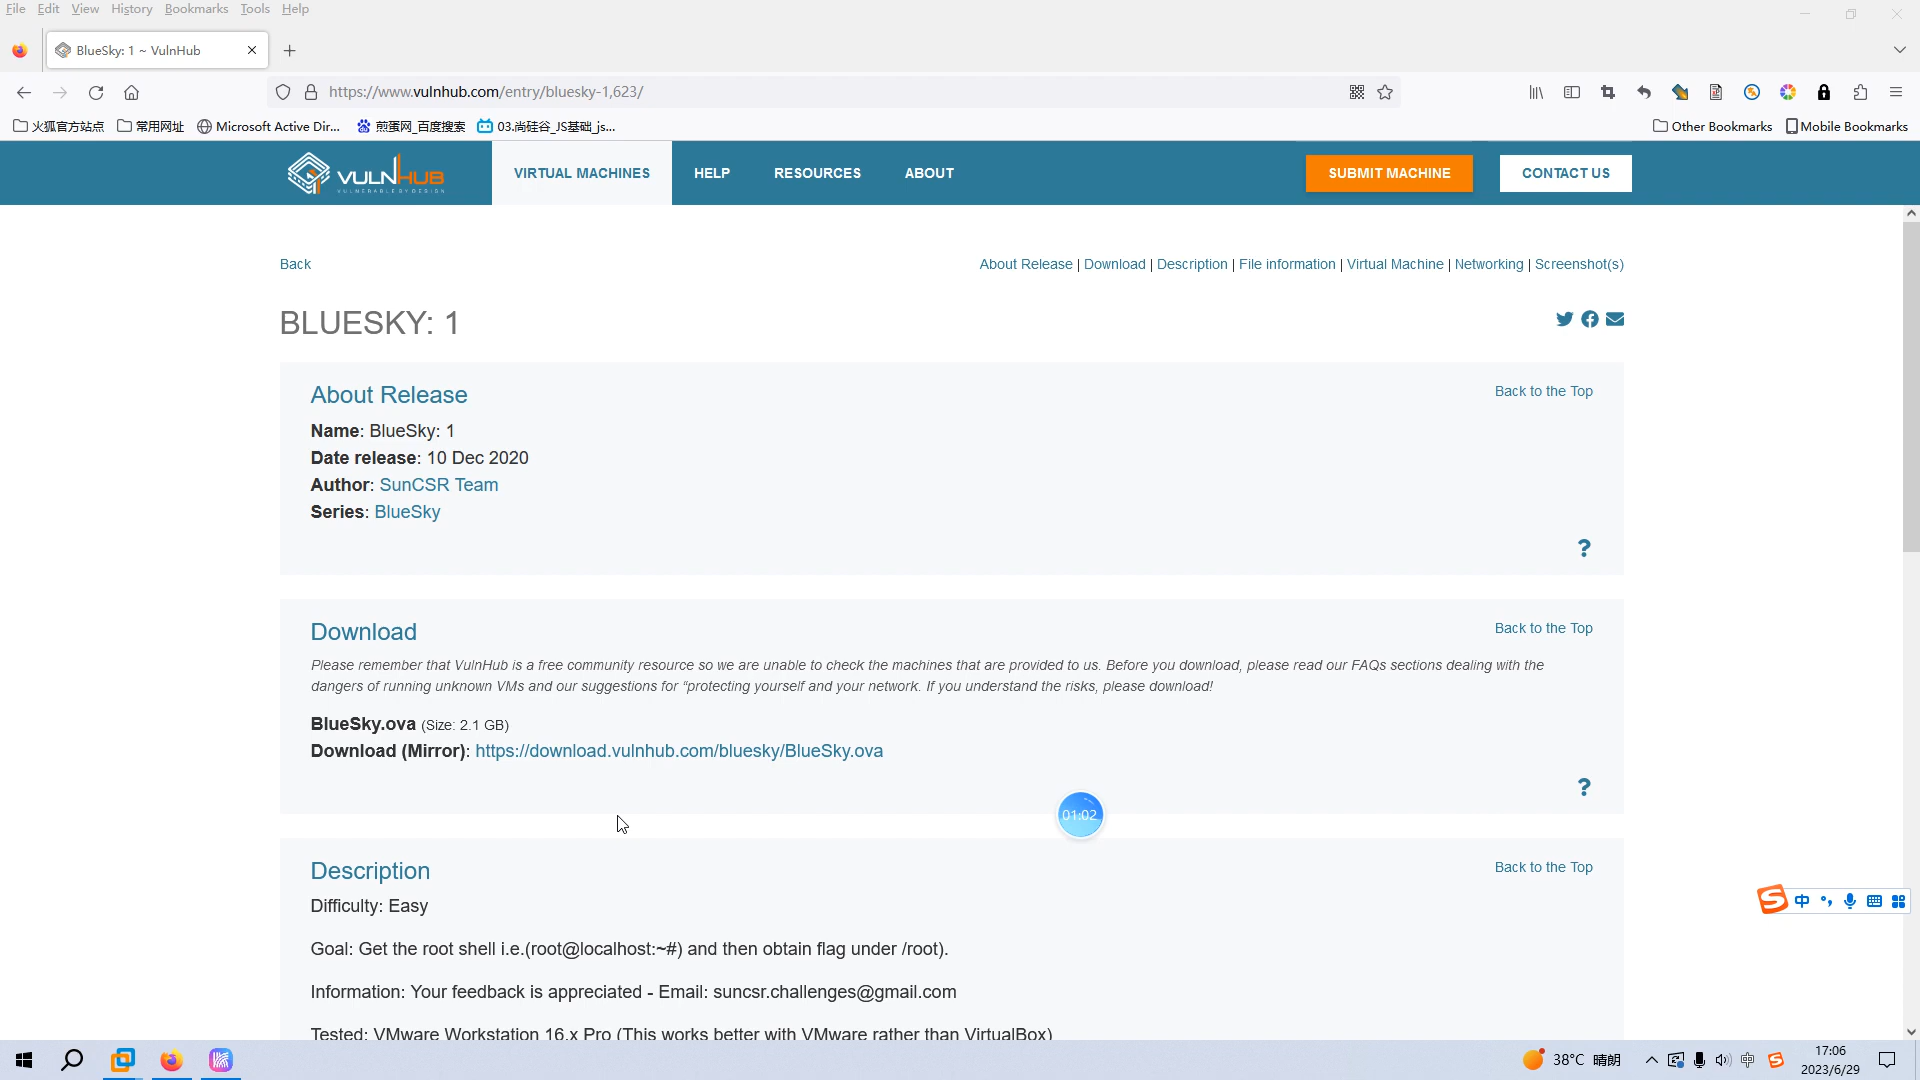 File Edit View History Bookmarks Tools Help
BlueSky: 1 ~ VulnHub
https://www.vulnhub.com/entry/bluesky-1,623/
火狐官方站点 常用网址 Microsoft Active Dir... 煎蛋网_百度搜索 03.尚硅谷_JS基础_js... Other Bookmarks Mobile Bookmarks
VULNHUB VIRTUAL MACHINES HELP RESOURCES ABOUT SUBMIT MACHINE CONTACT US
VULNERABLE BY DESIGN
Back About Release | Download | Description | File information | Virtual Machine | Networking | Screenshot(s)
BLUESKY: 1
About Release Back to the Top
Name: BlueSky: 1
Date release: 10 Dec 2020
Author: SunCSR Team
Series: BlueSky
?
Download Back to the Top
Please remember that VulnHub is a free community resource so we are unable to check the machines that are provided to us. Before you download, please read our FAQs sections dealing with the
dangers of running unknown VMs and our suggestions for “protecting yourself and your network. If you understand the risks, please download!
BlueSky.ova (Size: 2.1 GB)
Download (Mirror): https://download.vulnhub.com/bluesky/BlueSky.ova
?
01:02
Description Back to the Top
Difficulty: Easy
中
Goal: Get the root shell i.e.(root@localhost:~#) and then obtain flag under /root).
Information: Your feedback is appreciated - Email: suncsr.challenges@gmail.com
Tested: VMware Workstation 16.x Pro (This works better with VMware rather than VirtualBox)
38°C 晴朗 中 17:06
2023/6/29